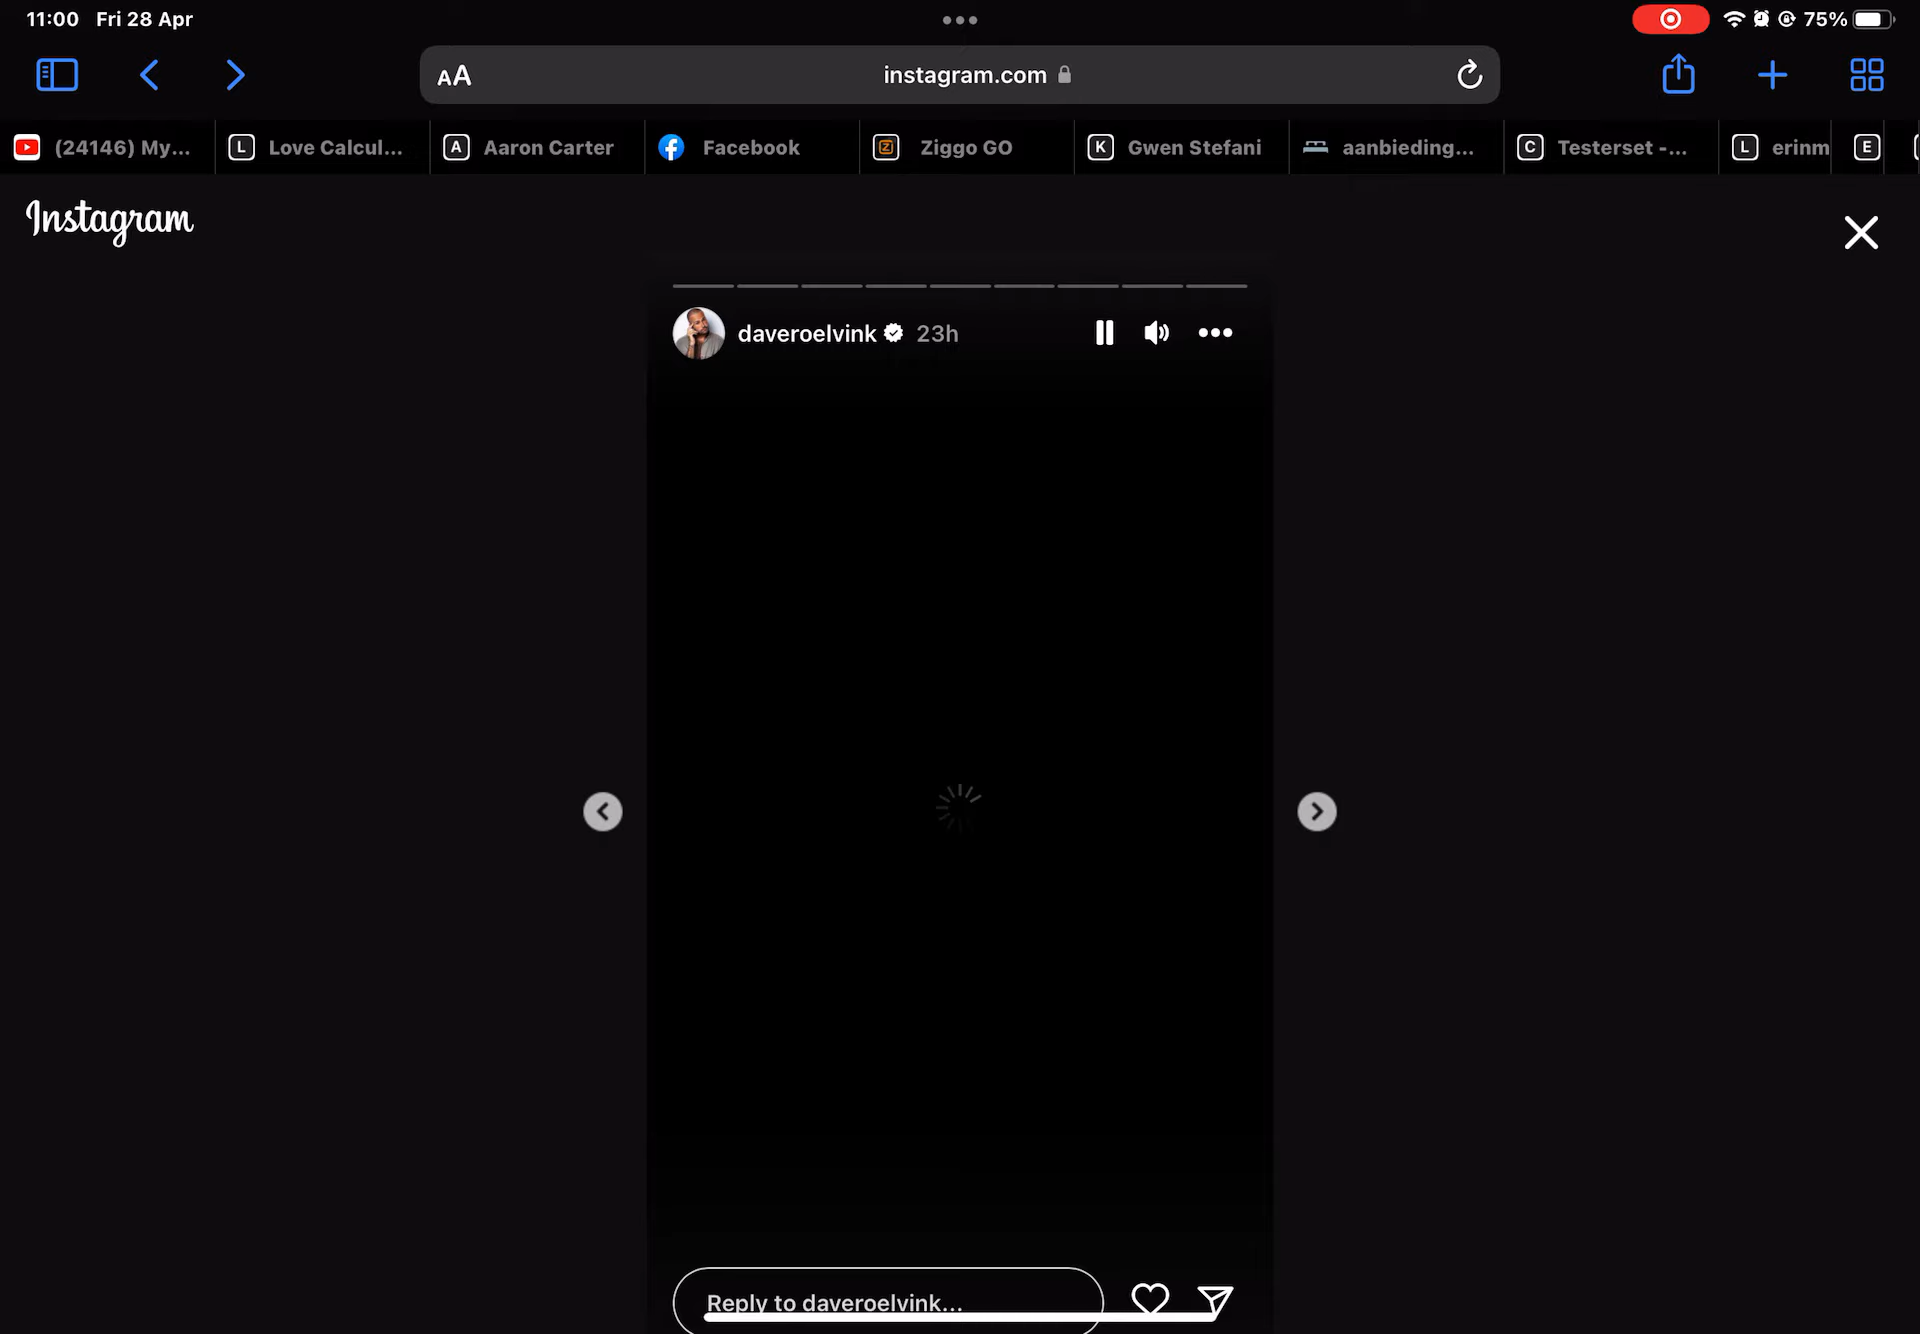 11:00 Fri 28 Apr 75%
AA instagram.com
(24146) My... L Love Calcul... A Aaron Carter Facebook Z Ziggo GO K Gwen Stefani aanbieding... C Testerset -... L erinm E
Instagram
daveroelvink 23h
Reply to daveroelvink...